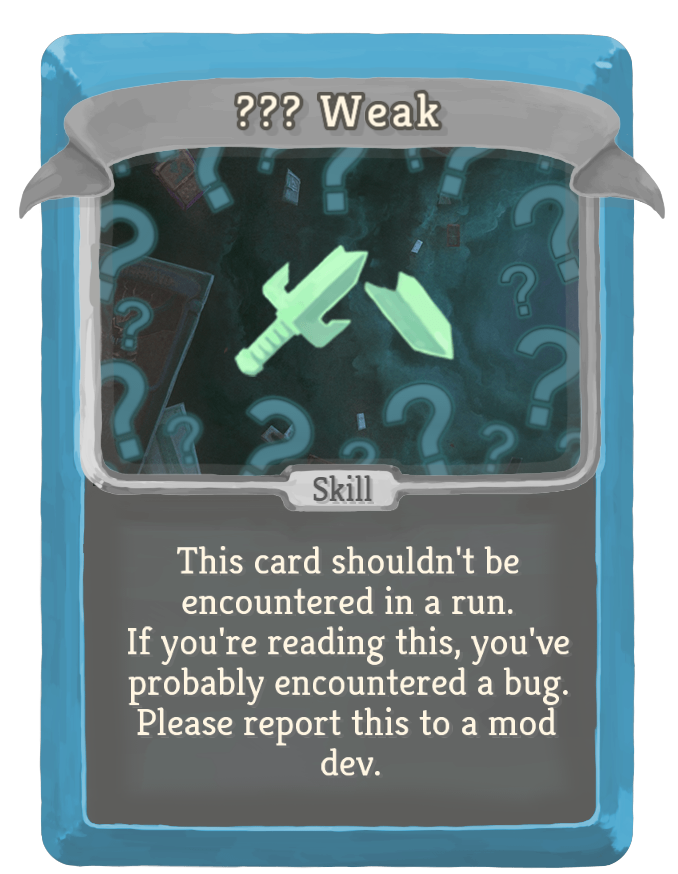 ??? Weak
Skill
This card shouldn't be
encountered in a run.
If you're reading this, you've
probably encountered a bug.
Please report this to a mod
dev.